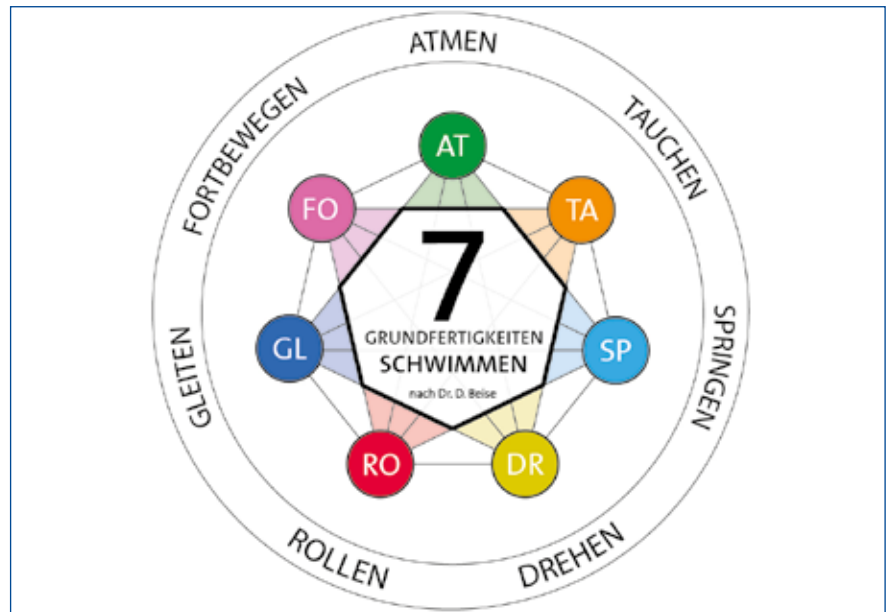 ATMEN
TAUCHEN
SPRINGEN
DREHEN
ROLLEN
GLEITEN
FORTBEWEGEN
AT
TA
SP
DR
RO
GL
FO
7
GRUNDFERTIGKEITEN
SCHWIMMEN
nach Dr. D. Beise